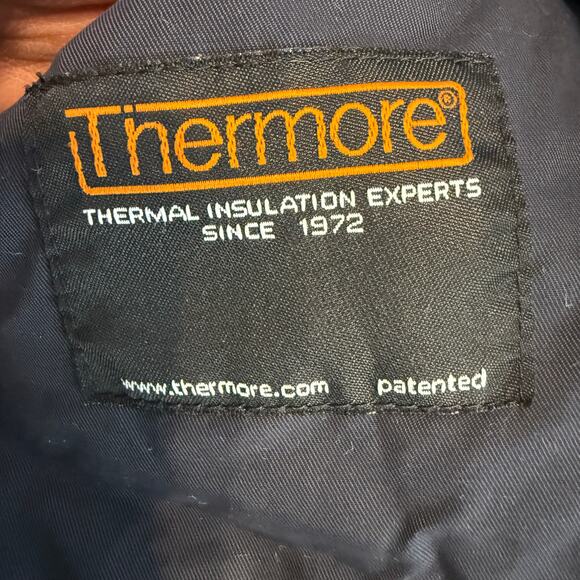 Thermore®
THERMAL INSULATION EXPERTS
SINCE 1972
www.thermore.com patented